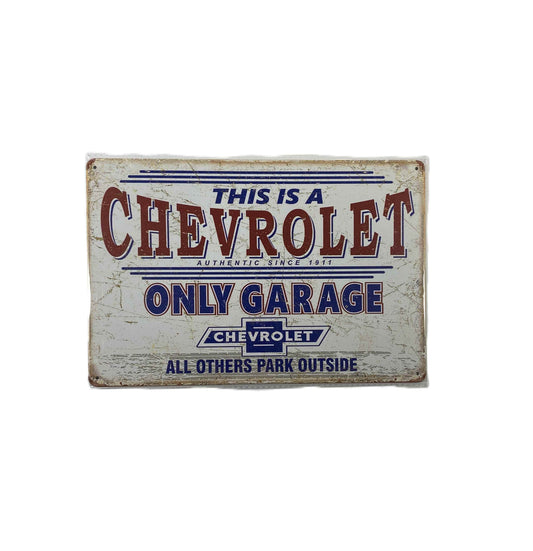 THIS IS A
CHEVROLET
AUTHENTIC SINCE 1911
ONLY GARAGE
CHEVROLET
ALL OTHERS PARK OUTSIDE